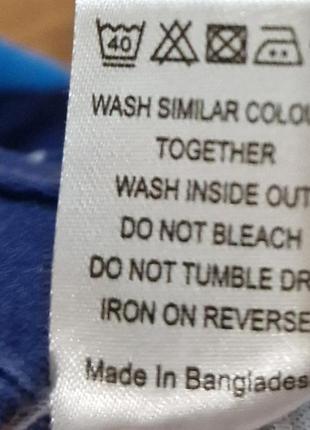 40
WASH SIMILAR COLOU
TOGETHER
WASH INSIDE OUT
DO NOT BLEACH
DO NOT TUMBLE DR
IRON ON REVERSE
Made In Banglades